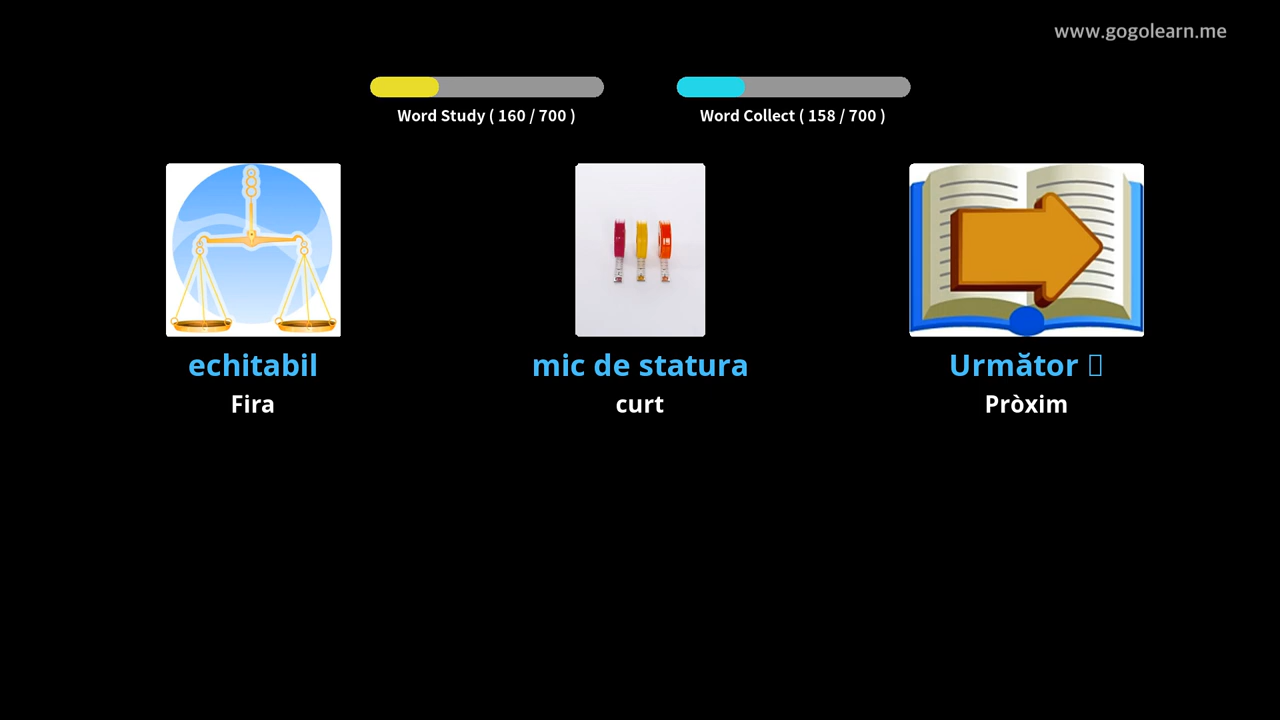 www.gogolearn.me
Word Study ( 160 / 700 )
Word Collect ( 158 / 700 )
echitabil
Fira
mic de statura
curt
Următor
Pròxim